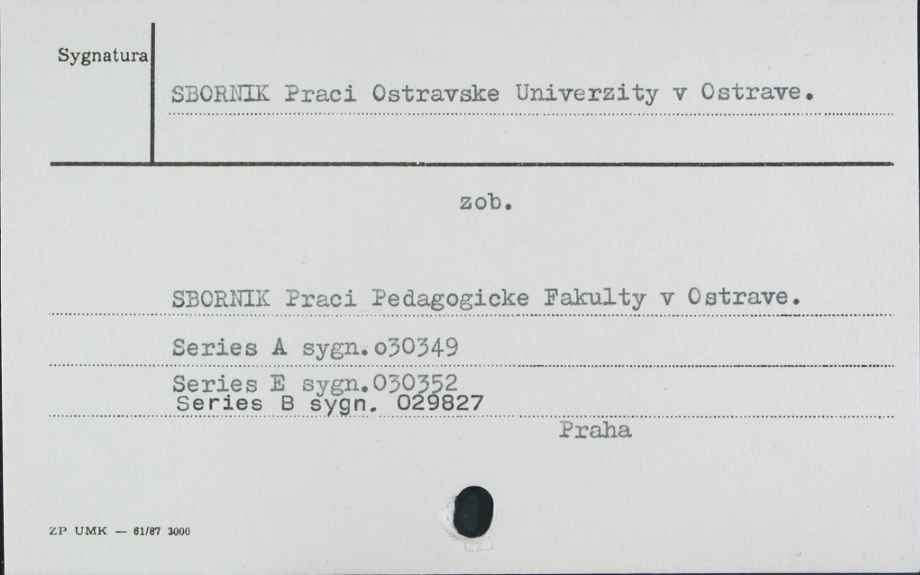 Sygnatura
SBORNIK Praci Ostravske Univerzity v Ostrave.
zob.
SBORNIK Praci Pedagogicke Fakulty v Ostrave.
Series A sygn.o30349
Series E sygn.030352
Series B sygn. 029827
Praha
ZP UMK — 61/87 3000